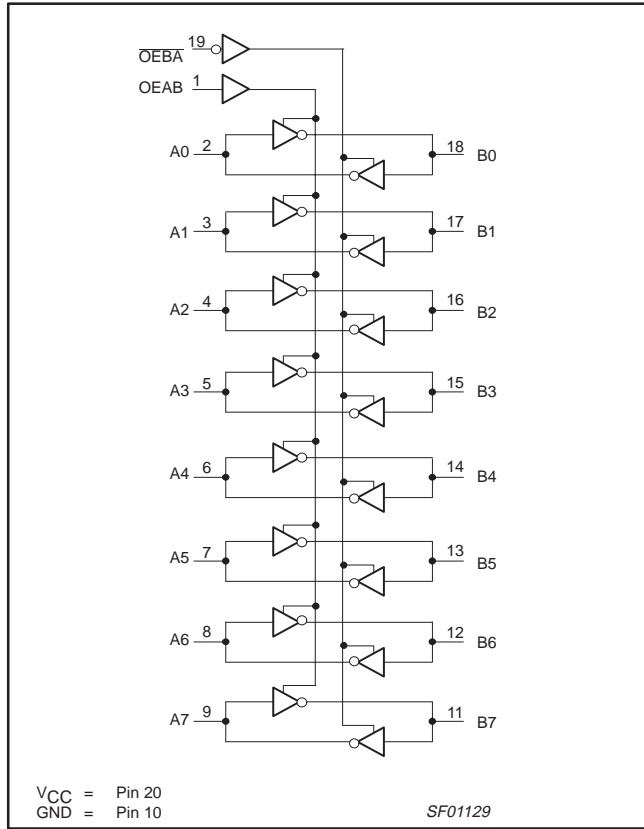 OEBA 19
OEAB 1
A0 2 18 B0
A1 3 17 B1
A2 4 16 B2
A3 5 15 B3
A4 6 14 B4
A5 7 13 B5
A6 8 12 B6
A7 9 11 B7
VCC = Pin 20
GND = Pin 10
SF01129